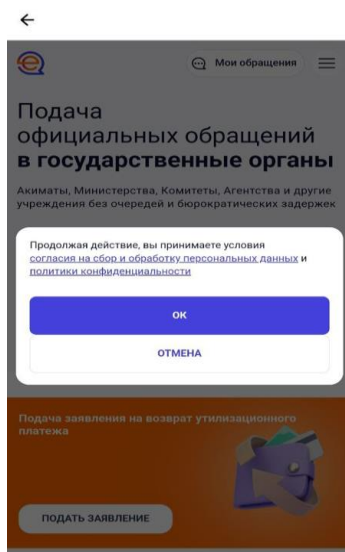 Мои обращения
Подача
официальных обращений
в государственные органы
Акиматы, Министерства, Комитеты, Агентства и другие
учреждения без очередей и бюрократических задержек
Продолжая действие, вы принимаете условия
согласия на сбор и обработку персональных данных и
политики конфиденциальности
ОК
ОТМЕНА
Подача заявления на возврат утилизационного
платежа
ПОДАТЬ ЗАЯВЛЕНИЕ